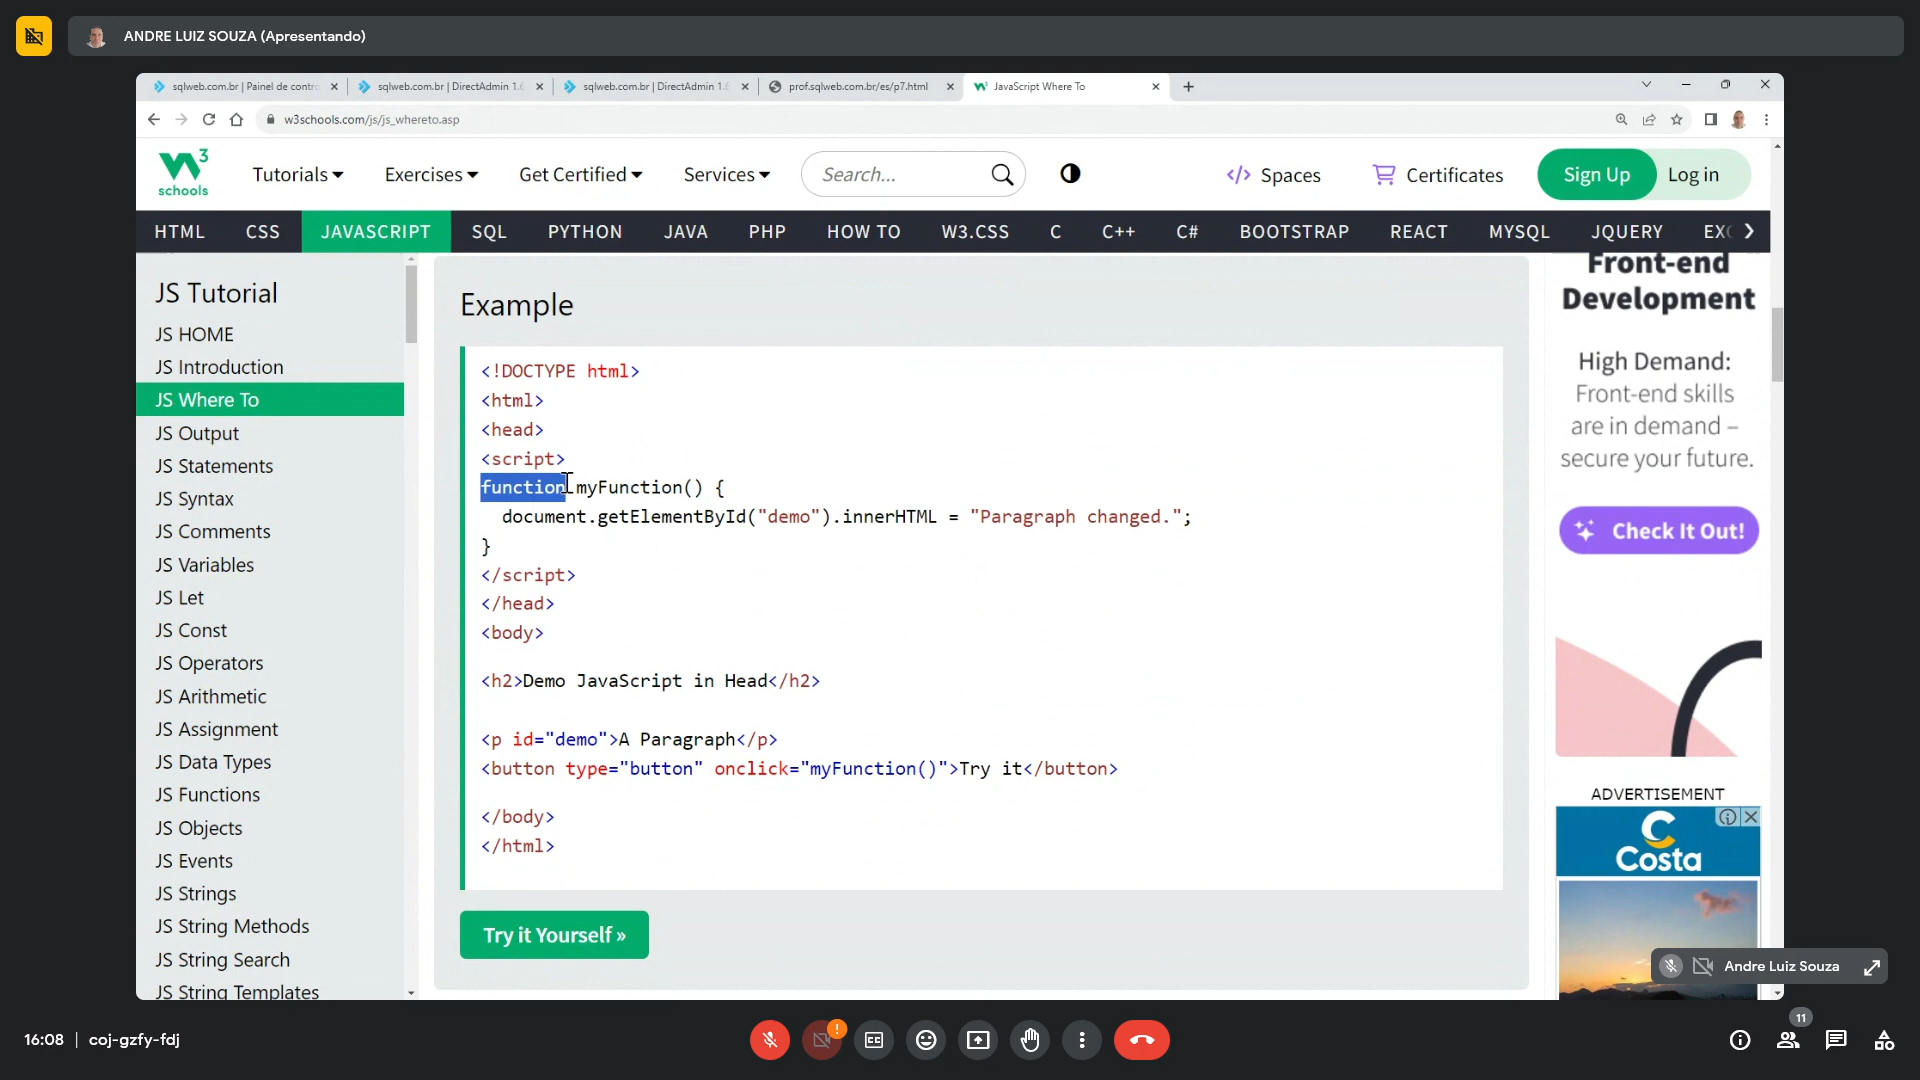 ANDRE LUIZ SOUZA (Apresentando)
sqlweb.com.br | Painel de contro
sqlweb.com.br | DirectAdmin 1.6
sqlweb.com.br | DirectAdmin 1.6
prof.sqlweb.com.br/es/p7.html
JavaScript Where To
w3schools.com/js/js_whereto.asp
3
schools
Tutorials
Exercises
Get Certified
Services
Search...
Spaces
Certificates
Sign Up
Log in
HTML
CSS
JAVASCRIPT
SQL
PYTHON
JAVA
PHP
HOW TO
W3.CSS
C
C++
C#
BOOTSTRAP
REACT
MYSQL
JQUERY
EXC
JS Tutorial
JS HOME
JS Introduction
JS Where To
JS Output
JS Statements
JS Syntax
JS Comments
JS Variables
JS Let
JS Const
JS Operators
JS Arithmetic
JS Assignment
JS Data Types
JS Functions
JS Objects
JS Events
JS Strings
JS String Methods
JS String Search
JS String Templates
Example
<!DOCTYPE html>
<html>
<head>
<script>
function myFunction() {
document.getElementById("demo").innerHTML = "Paragraph changed.";
}
</script>
</head>
<body>
<h2>Demo JavaScript in Head</h2>
<p id="demo">A Paragraph</p>
<button type="button" onclick="myFunction()">Try it</button>
</body>
</html>
Try it Yourself »
Front-end
Development
High Demand:
Front-end skills
are in demand –
secure your future.
Check It Out!
ADVERTISEMENT
Costa
Andre Luiz Souza
16:08 | coj-gzfy-fdj
11